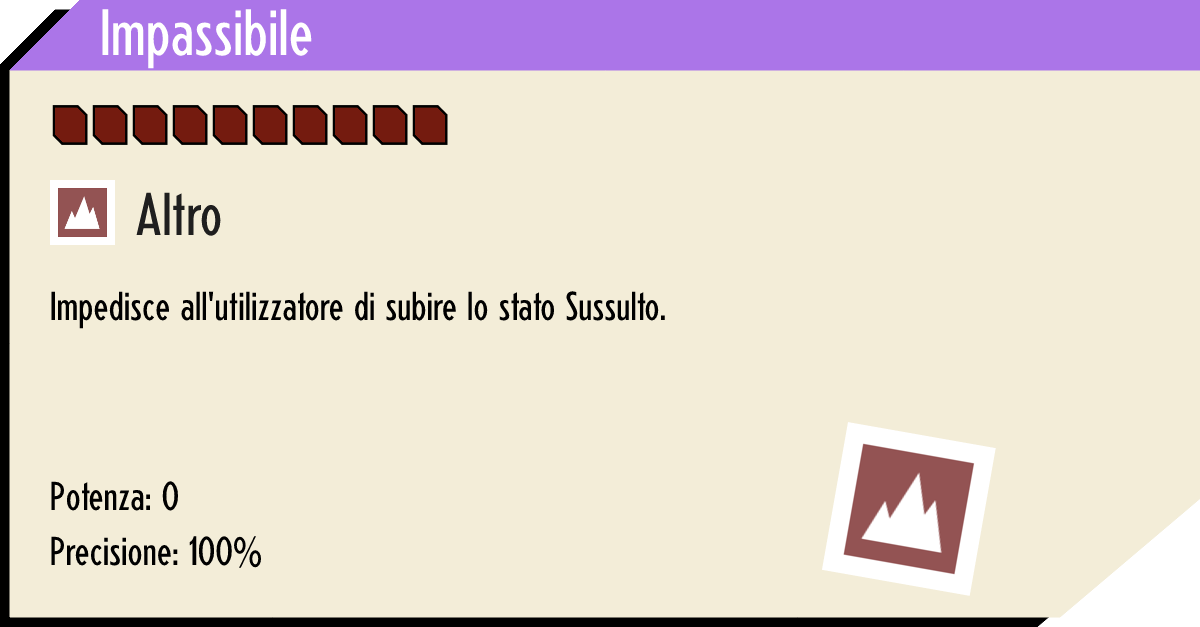 Impassibile
Altro
Impedisce all'utilizzatore di subire lo stato Sussulto.
Potenza: 0
Precisione: 100%